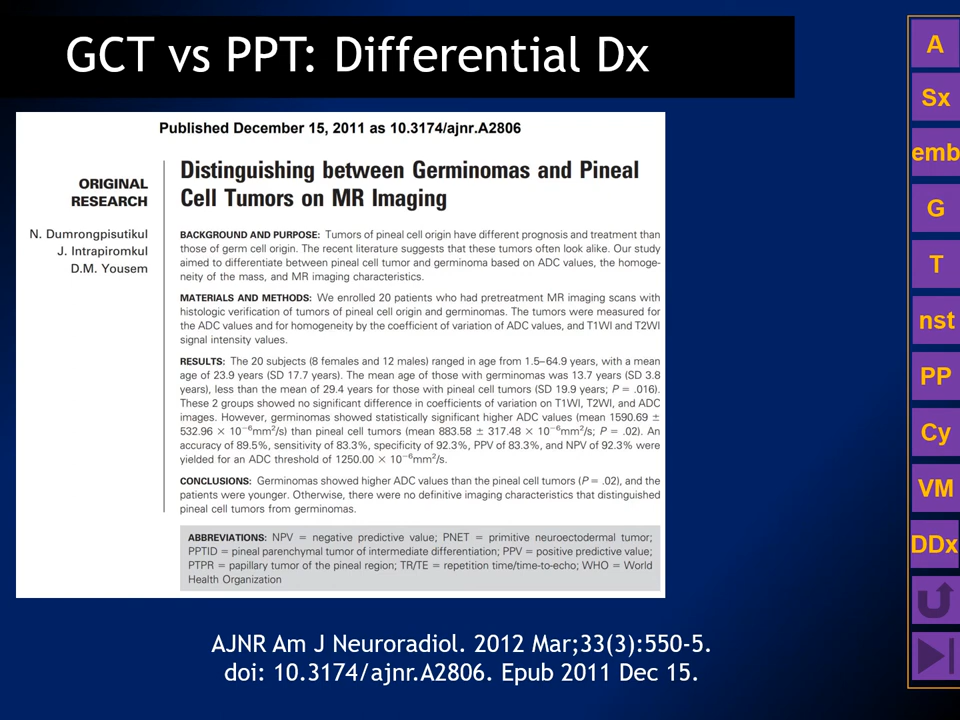 GCT vs PPT: Differential Dx
Published December 15, 2011 as 10.3174/ajnr.A2806
ORIGINAL
RESEARCH
N. Dumrongpisutikul
J. Intrapiromkul
D.M. Yousem
Distinguishing between Germinomas and Pineal
Cell Tumors on MR Imaging
BACKGROUND AND PURPOSE: Tumors of pineal cell origin have different prognosis and treatment than
those of germ cell origin. The recent literature suggests that these tumors often look alike. Our study
aimed to differentiate between pineal cell tumor and germinoma based on ADC values, the homoge-
neity of the mass, and MR imaging characteristics.
MATERIALS AND METHODS: We enrolled 20 patients who had pretreatment MR imaging scans with
histologic verification of tumors of pineal cell origin and germinomas. The tumors were measured for
the ADC values and for homogeneity by the coefficient of variation of ADC values, and T1WI and T2WI
signal intensity values.
RESULTS: The 20 subjects (8 females and 12 males) ranged in age from 1.5–64.9 years, with a mean
age of 23.9 years (SD 17.7 years). The mean age of those with germinomas was 13.7 years (SD 3.8
years), less than the mean of 29.4 years for those with pineal cell tumors (SD 19.9 years; P = .016).
These 2 groups showed no significant difference in coefficients of variation on T1WI, T2WI, and ADC
images. However, germinomas showed statistically significant higher ADC values (mean 1590.69 ±
532.96 × 10⁻⁶mm²/s) than pineal cell tumors (mean 883.58 ± 317.48 × 10⁻⁶mm²/s; P = .02). An
accuracy of 89.5%, sensitivity of 83.3%, specificity of 92.3%, PPV of 83.3%, and NPV of 92.3% were
yielded for an ADC threshold of 1250.00 × 10⁻⁶mm²/s.
CONCLUSIONS: Germinomas showed higher ADC values than the pineal cell tumors (P = .02), and the
patients were younger. Otherwise, there were no definitive imaging characteristics that distinguished
pineal cell tumors from germinomas.
ABBREVIATIONS: NPV = negative predictive value; PNET = primitive neuroectodermal tumor;
PPTID = pineal parenchymal tumor of intermediate differentiation; PPV = positive predictive value;
PTPR = papillary tumor of the pineal region; TR/TE = repetition time/time-to-echo; WHO = World
Health Organization
AJNR Am J Neuroradiol. 2012 Mar;33(3):550-5.
doi: 10.3174/ajnr.A2806. Epub 2011 Dec 15.
A
Sx
emb
G
T
nst
PP
Cy
VM
DDx